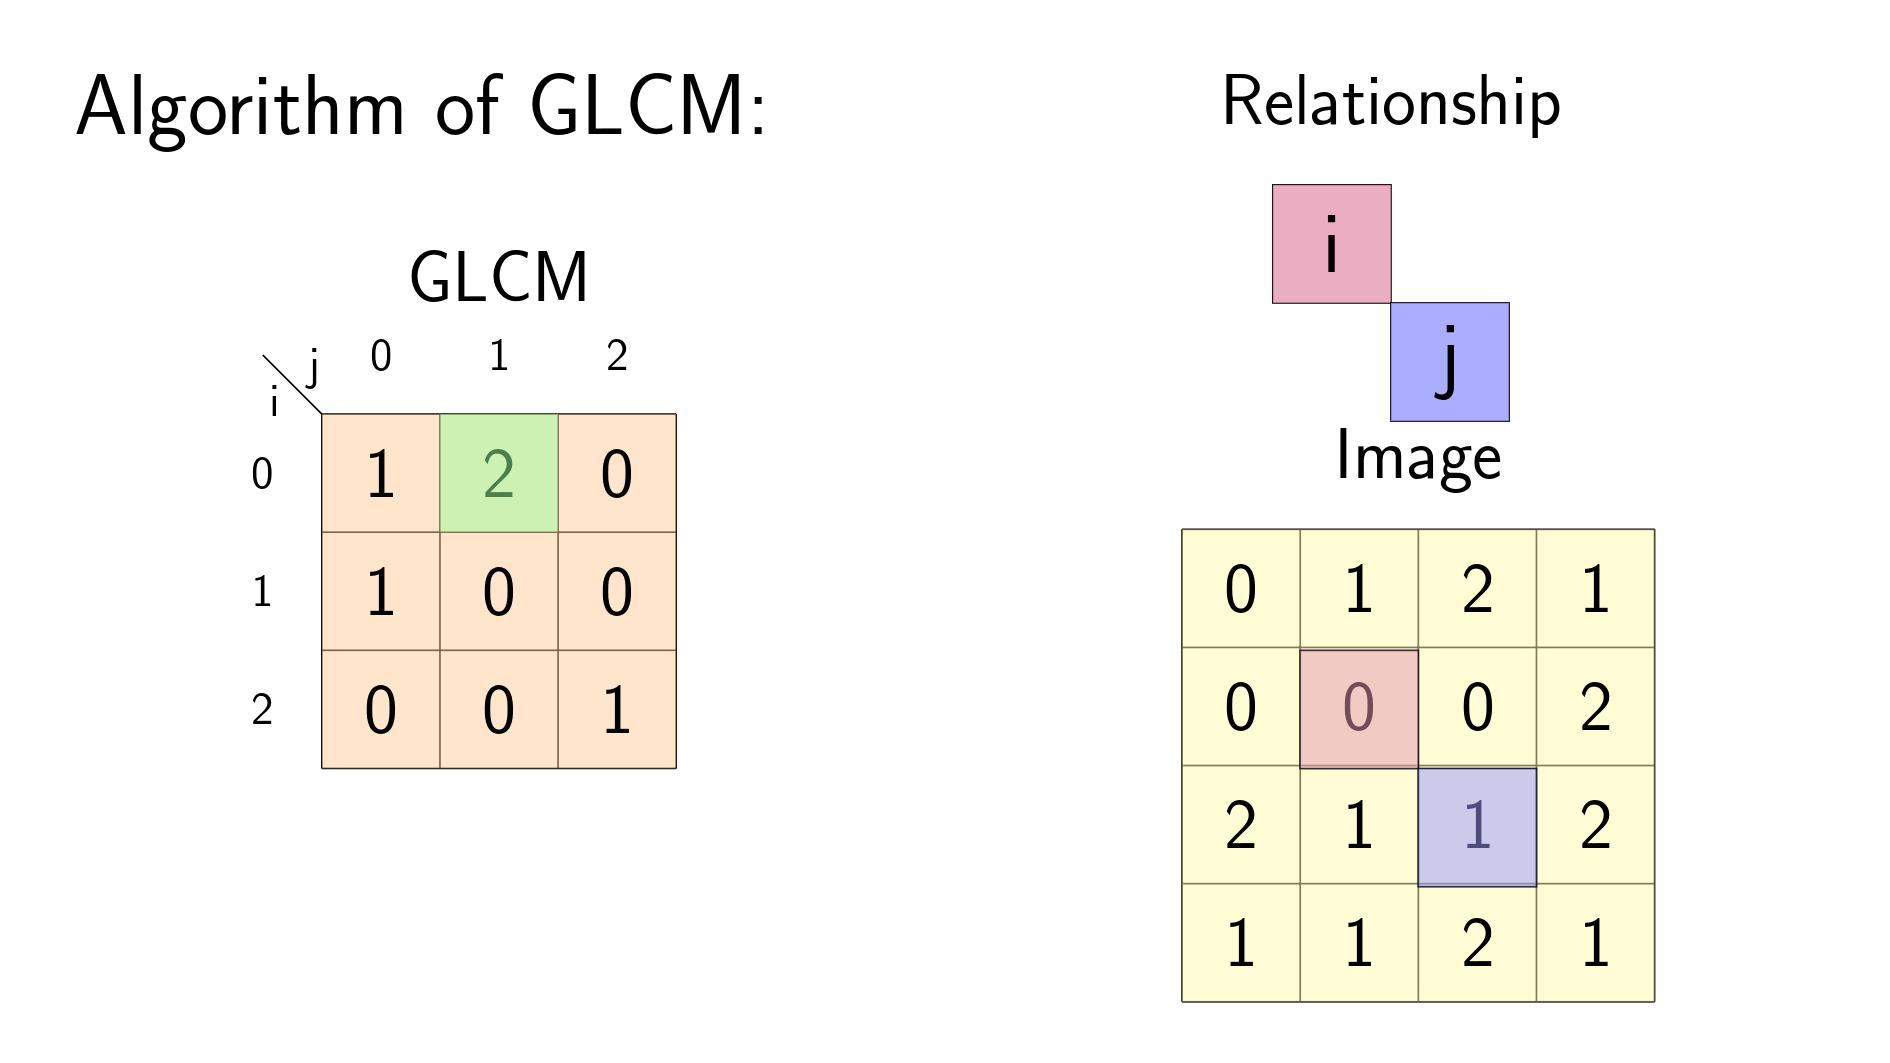 Algorithm of GLCM:
GLCM
j 0 1 2
i
0 1 2 0
1 1 0 0
2 0 0 1
Relationship
i
j
Image
0 1 2 1
0 0 0 2
2 1 1 2
1 1 2 1